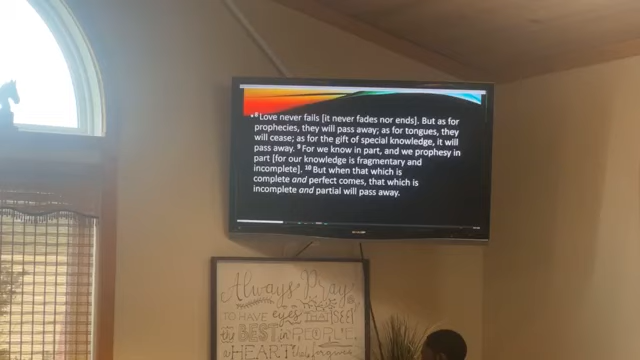 • 8 Love never fails [it never fades nor ends]. But as for
prophecies, they will pass away; as for tongues, they
will cease; as for the gift of special knowledge, it will
pass away. 9 For we know in part, and we prophesy in
part [for our knowledge is fragmentary and
incomplete]. 10 But when that which is
complete and perfect comes, that which is
incomplete and partial will pass away.
Always Pray
TO HAVE eyes THAT SEE
the BEST in PEOPLE,
a HEART that forgives